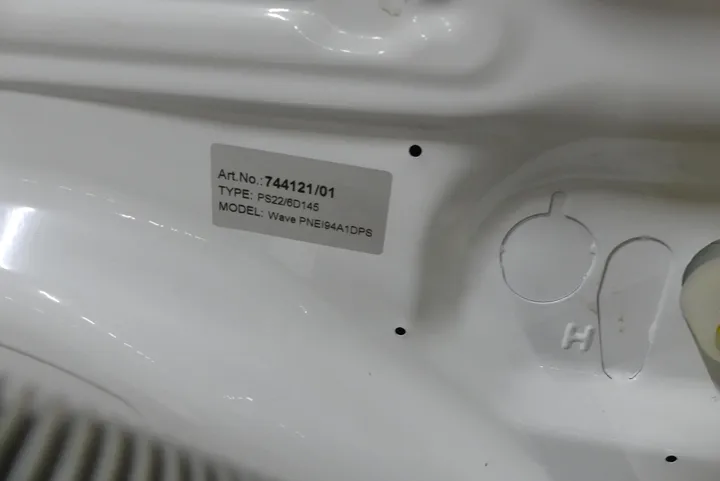 Art.No.:744121/01
TYPE: PS22/6D145
MODEL: Wave PNEI94A1DPS
H